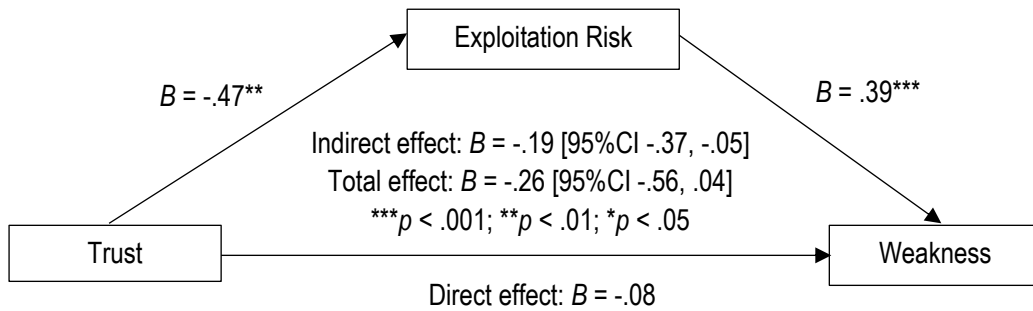 Exploitation Risk
B = -.47**
B = .39***
Indirect effect: B = -.19 [95%CI -.37, -.05]
Total effect: B = -.26 [95%CI -.56, .04]
***p < .001; **p < .01; *p < .05
Trust
Weakness
Direct effect: B = -.08